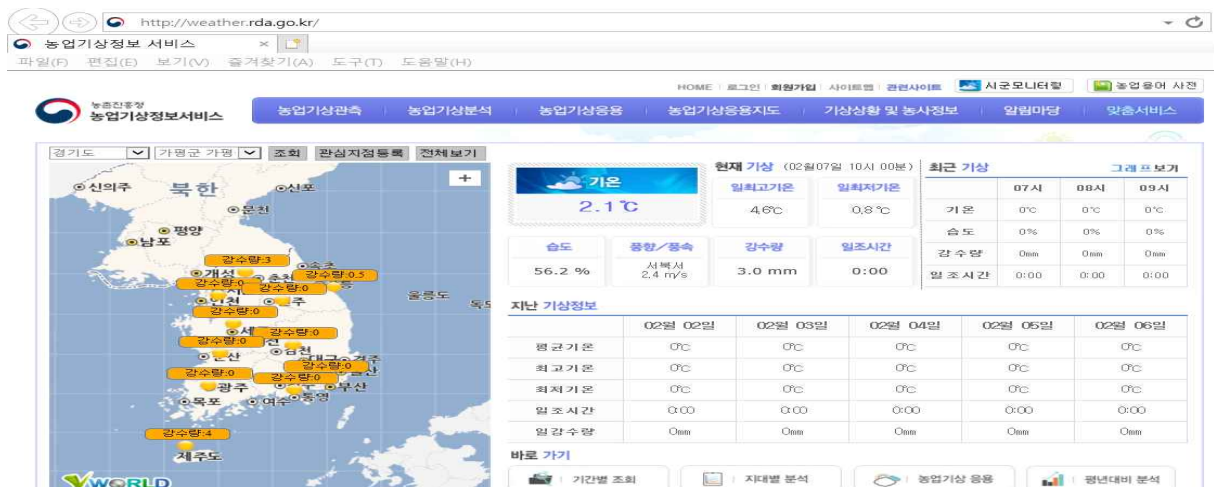 http://weather.rda.go.kr/
농업기상정보 서비스
파일(F) 편집(E) 보기(V) 즐겨찾기(A) 도구(T) 도움말(H)
HOME 로그인 회원가입 사이트맵 관련사이트 시군모니터링 농업용어 사전
농촌진흥청
농업기상정보서비스
농업기상관측 농업기상분석 농업기상응용 농업기상응용지도 기상상황 및 농사정보 알림마당 맞춤서비스
경기도 가평군 가평 조회 관심지점등록 전체보기
신의주 북한 신포
문천
평양
남포
강수량:3
개성 춘천 속초 강수량:0.5
강수량:0 강수량:0
인천 주 울릉도 독도
강수량:0
세 강수량:0
강수량:0
산 김천 대구 경주
강수량:0 강수량:0 강수량:0
광주 부산
목포 여수 통영
강수량:4
제주도
VWORLD
기온
2.1℃
현재 기상 (02월07일 10시 00분)
일최고기온 일최저기온
4.6℃ 0.8℃
습도 풍향/풍속 강수량 일조시간
56.2 % 서북서 2.4 m/s 3.0 mm 0:00
최근 기상 그래프보기
07시 08시 09시
기온 0℃ 0℃ 0℃
습도 0% 0% 0%
강수량 0mm 0mm 0mm
일조시간 0:00 0:00 0:00
지난 기상정보
02월 02일 02월 03일 02월 04일 02월 05일 02월 06일
평균기온 0℃ 0℃ 0℃ 0℃ 0℃
최고기온 0℃ 0℃ 0℃ 0℃ 0℃
최저기온 0℃ 0℃ 0℃ 0℃ 0℃
일조시간 0:00 0:00 0:00 0:00 0:00
일강수량 0mm 0mm 0mm 0mm 0mm
바로 가기
기간별 조회 지대별 분석 농업기상 응용 평년대비 분석